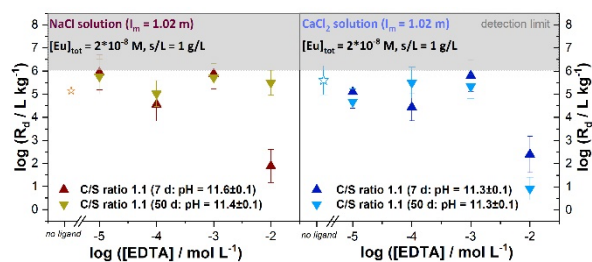 NaCl solution (Iₘ = 1.02 m)
[Eu]ₜₒₜ = 2*10⁻⁸ M, s/L = 1 g/L
CaCl₂ solution (Iₘ = 1.02 m)
detection limit
[Eu]ₜₒₜ = 2*10⁻⁸ M, s/L = 1 g/L
log (R_d / L kg⁻¹)
9
8
7
6
5
4
3
2
1
0
C/S ratio 1.1 (7 d: pH = 11.6±0.1)
C/S ratio 1.1 (50 d: pH = 11.4±0.1)
C/S ratio 1.1 (7 d: pH = 11.3±0.1)
C/S ratio 1.1 (50 d: pH = 11.3±0.1)
9
8
7
6
5
4
3
2
1
0
log (R_d / L kg⁻¹)
no ligand
-5
-4
-3
-2
no ligand
-5
-4
-3
-2
log ([EDTA] / mol L⁻¹)
log ([EDTA] / mol L⁻¹)